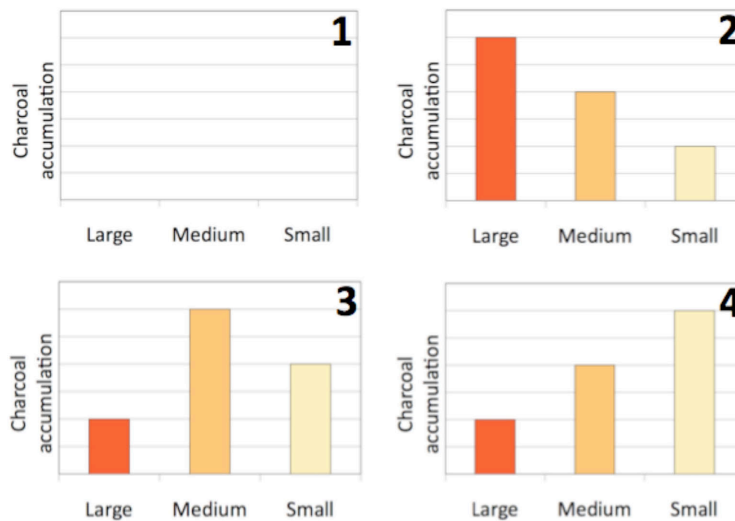 1
Charcoal
accumulation
Large Medium Small
2
Charcoal
accumulation
Large Medium Small
3
Charcoal
accumulation
Large Medium Small
4
Charcoal
accumulation
Large Medium Small